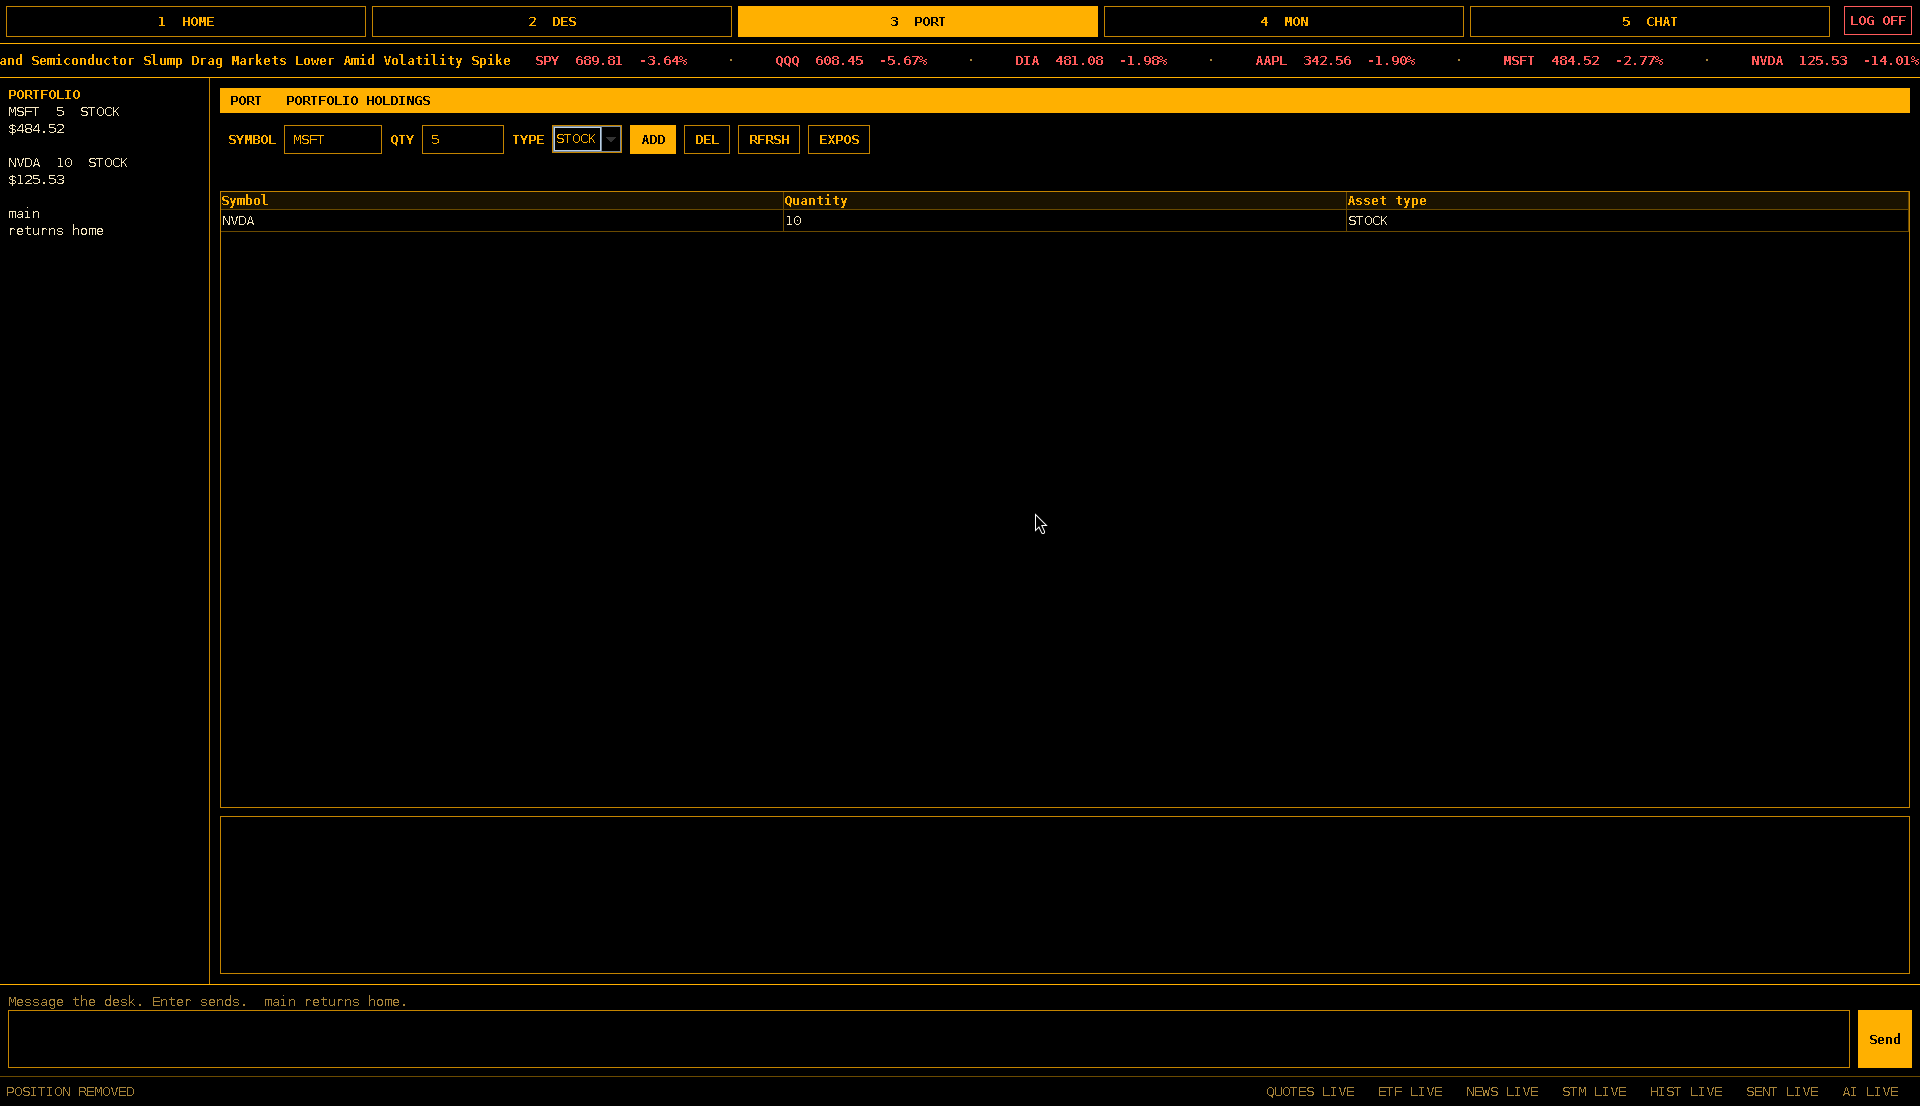 1  HOME
2  DES
3  PORT
4  MON
5  CHAT
LOG OFF
and Semiconductor Slump Drag Markets Lower Amid Volatility Spike   SPY  689.81  -3.64%  ·  QQQ  608.45  -5.67%  ·  DIA  481.08  -1.98%  ·  AAPL  342.56  -1.90%  ·  MSFT  484.52  -2.77%  ·  NVDA  125.53  -14.01%
PORTFOLIO
MSFT  5  STOCK
$484.52
NVDA  10  STOCK
$125.53
main
returns home
PORT   PORTFOLIO HOLDINGS
SYMBOL MSFT QTY 5 TYPE STOCK ADD DEL RFRSH EXPOS
Symbol Quantity Asset type
NVDA 10 STOCK
Message the desk. Enter sends.  main returns home.
Send
POSITION REMOVED
QUOTES LIVE   ETF LIVE   NEWS LIVE   STM LIVE   HIST LIVE   SENT LIVE   AI LIVE